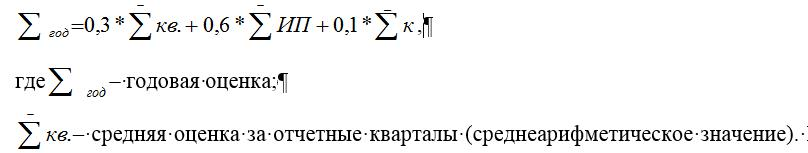 ∑ год=0,3 * ∑̄ кв. + 0,6 * ∑̄ ИП + 0,1* ∑̄ к ,¶
где ∑ год – годовая оценка;¶
∑̄ кв.– средняя оценка за отчетные кварталы (среднеарифметическое значение).